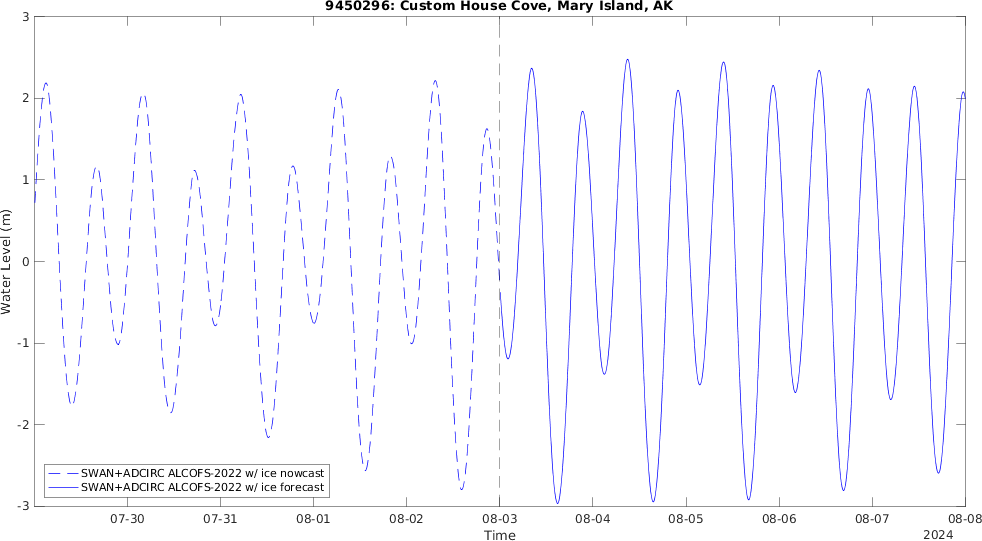 9450296: Custom House Cove, Mary Island, AK
3
2
1
0
-1
-2
-3
Water Level (m)
SWAN+ADCIRC ALCOFS-2022 w/ ice nowcast
SWAN+ADCIRC ALCOFS-2022 w/ ice forecast
07-30 07-31 08-01 08-02 08-03 08-04 08-05 08-06 08-07 08-08
Time
2024